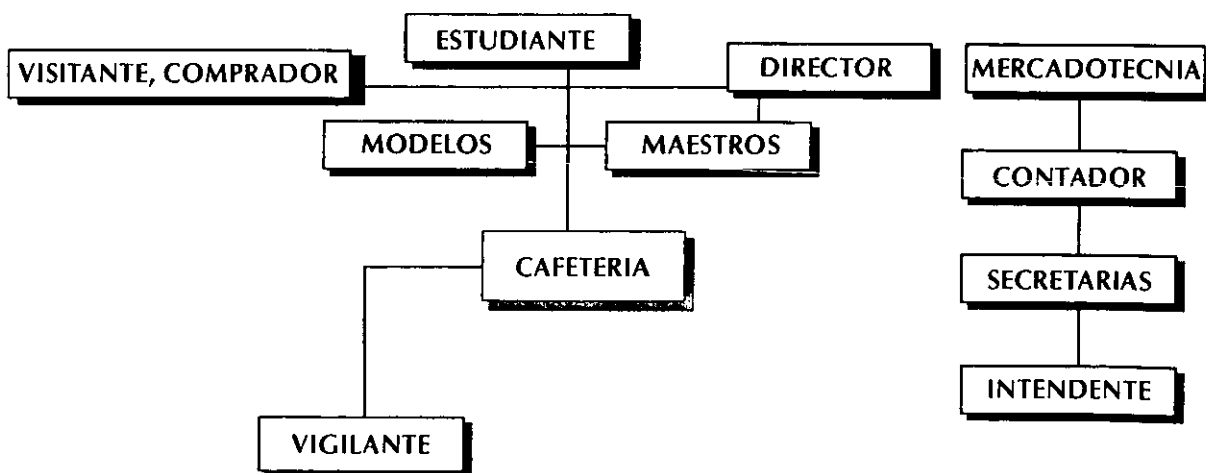 ESTUDIANTE
VISITANTE, COMPRADOR
DIRECTOR
MERCADOTECNIA
MODELOS
MAESTROS
CONTADOR
CAFETERIA
SECRETARIAS
INTENDENTE
VIGILANTE